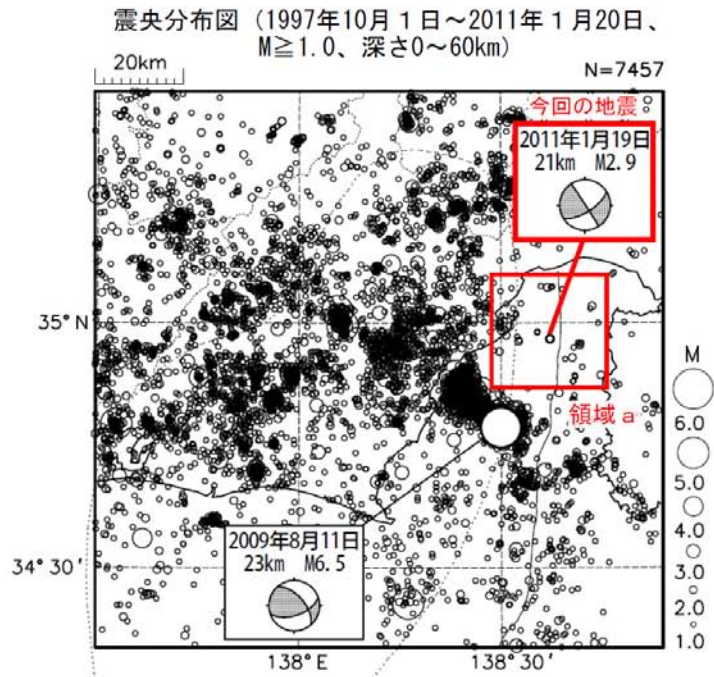 震央分布図（1997年10月１日～2011年１月20日、
M≧1.0、深さ0～60km）
20km
N=7457
今回の地震
2011年1月19日
21km M2.9
35°N
領域ａ
M
6.0
5.0
4.0
3.0
2.0
1.0
2009年8月11日
23km M6.5
34°30′
138°E
138°30′